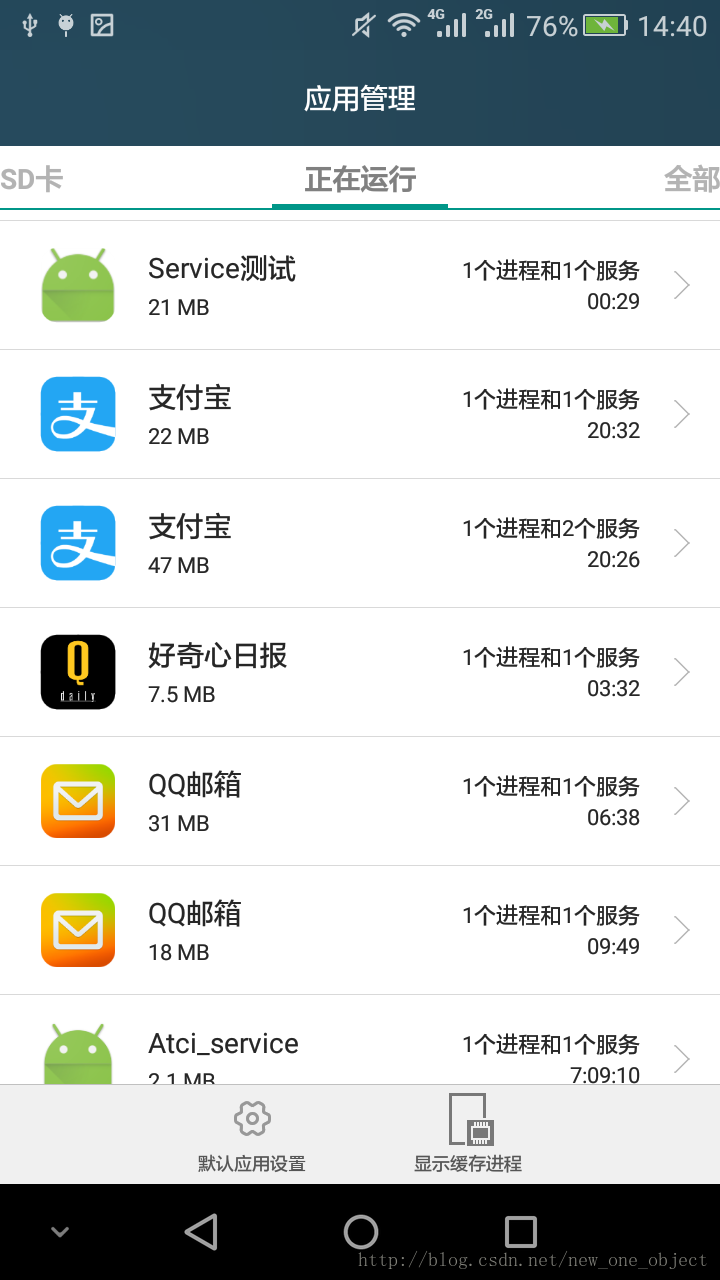 4G 2G 76% 14:40
应用管理
SD卡 正在运行 全部
Service测试 1个进程和1个服务
21 MB 00:29
支付宝 1个进程和1个服务
22 MB 20:32
支付宝 1个进程和2个服务
47 MB 20:26
Q
daily
好奇心日报 1个进程和1个服务
7.5 MB 03:32
QQ邮箱 1个进程和1个服务
31 MB 06:38
QQ邮箱 1个进程和1个服务
18 MB 09:49
Atci_service 1个进程和1个服务
2.1 MB 7:09:10
默认应用设置 显示缓存进程
http://blog.csdn.net/new_one_object